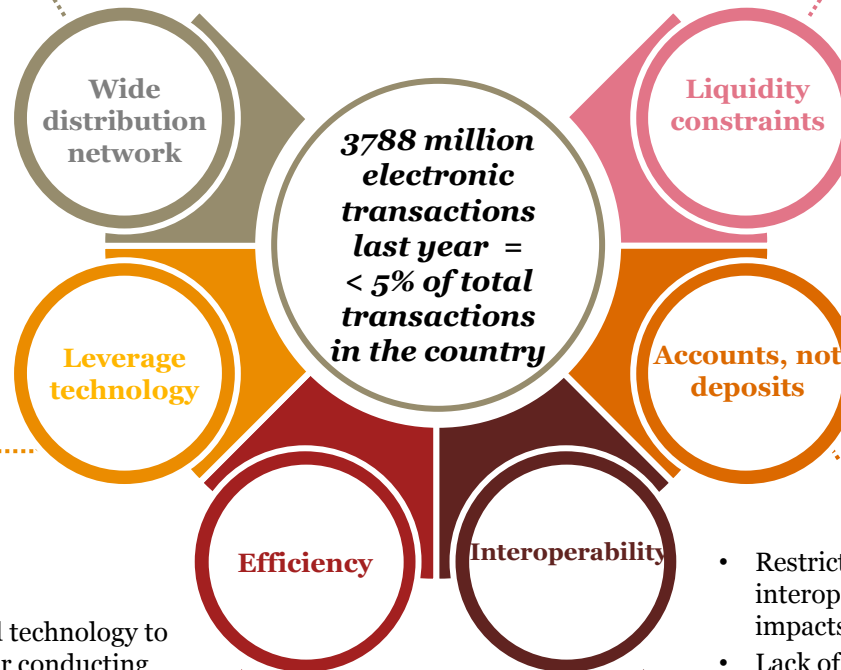 Wide
distribution
network
Liquidity
constraints
3788 million
electronic
transactions
last year =
< 5% of total
transactions
in the country
Leverage
technology
Accounts, not
deposits
Efficiency
Interoperability
technology to
conducting
• Restrict
interop
impacts
• Lack of